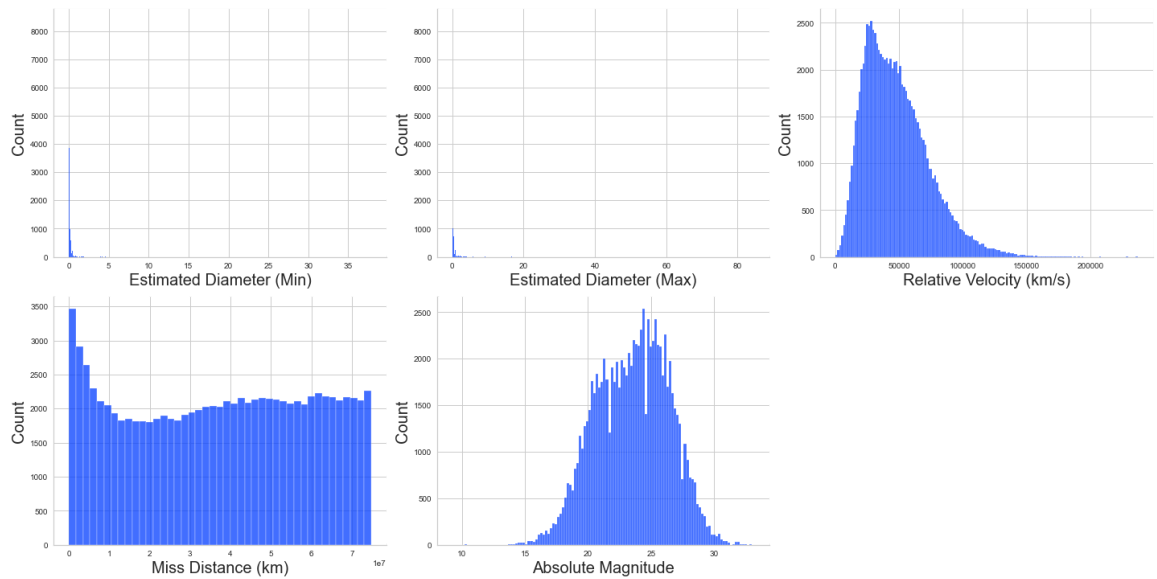 8000
7000
6000
5000
4000
3000
2000
1000
0
Count
0 5 10 15 20 25 30 35
Estimated Diameter (Min)
8000
7000
6000
5000
4000
3000
2000
1000
0
Count
0 20 40 60 80
Estimated Diameter (Max)
2500
2000
1500
1000
500
0
Count
0 50000 100000 150000 200000
Relative Velocity (km/s)
3500
3000
2500
2000
1500
1000
500
0
Count
0 1 2 3 4 5 6 7
1e7
Miss Distance (km)
2500
2000
1500
1000
500
0
Count
10 15 20 25 30
Absolute Magnitude